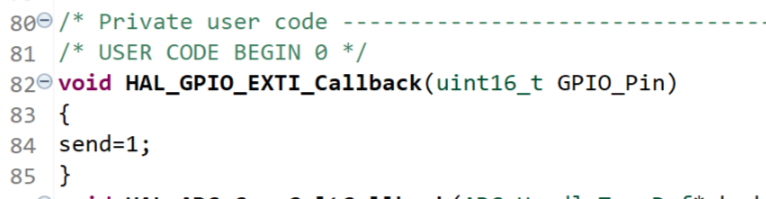 80 /* Private user code -----------------------------------
81 /* USER CODE BEGIN 0 */
82 void HAL_GPIO_EXTI_Callback(uint16_t GPIO_Pin)
83 {
84 send=1;
85 }